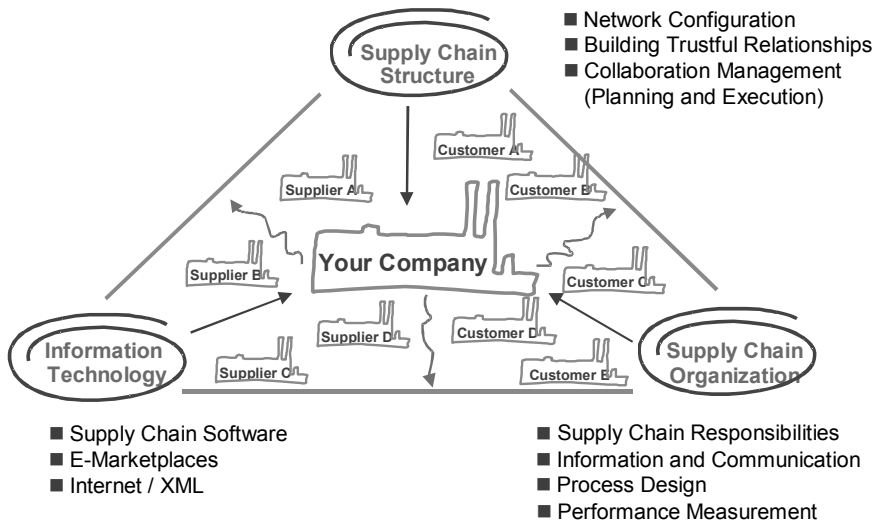 Supply Chain
Structure
■ Network Configuration
■ Building Trustful Relationships
■ Collaboration Management
(Planning and Execution)
Customer A
Supplier A
Customer B
Your Company
Supplier B
Customer C
Supplier D
Customer D
Supplier C
Customer E
Information
Technology
Supply Chain
Organization
■ Supply Chain Software
■ E-Marketplaces
■ Internet / XML
■ Supply Chain Responsibilities
■ Information and Communication
■ Process Design
■ Performance Measurement